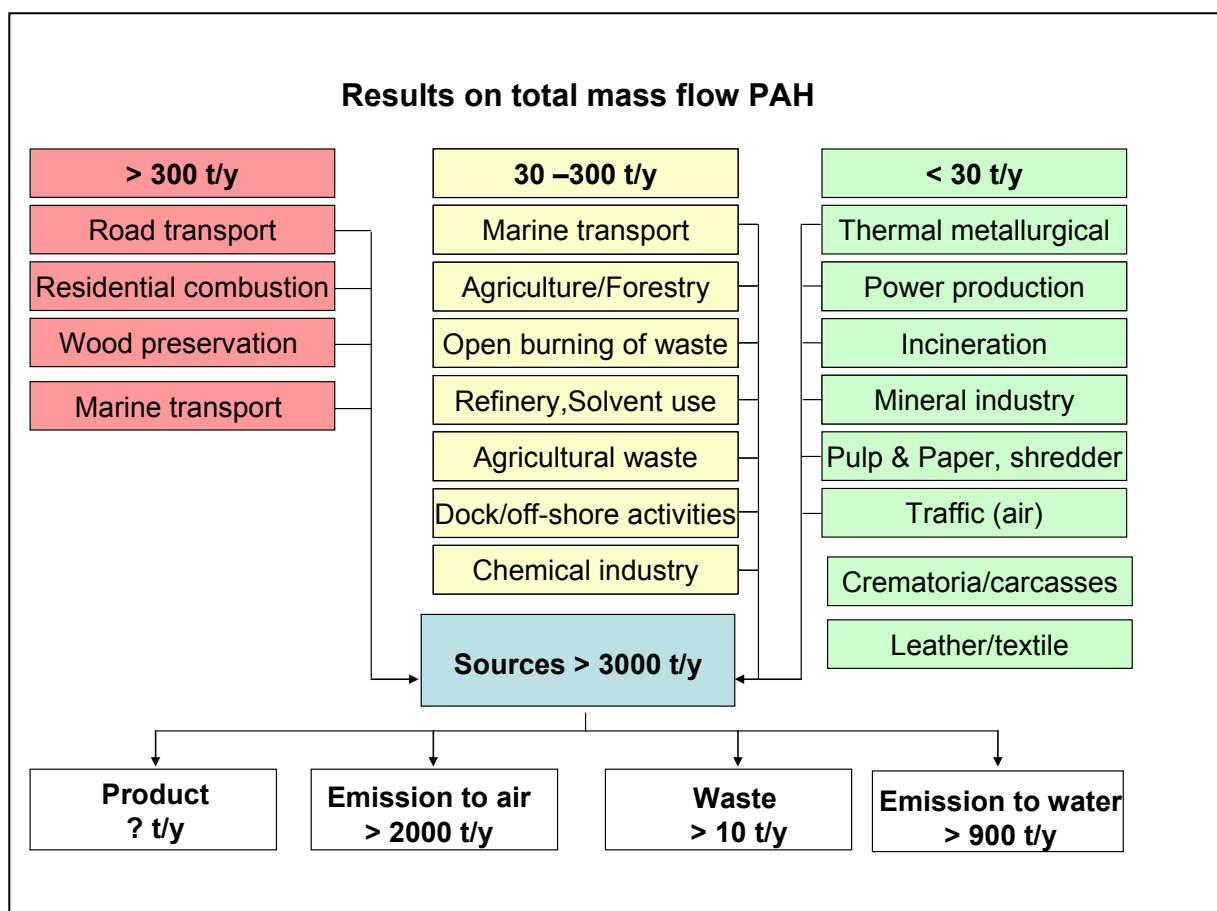 Results on total mass flow PAH
> 300 t/y
Road transport
Residential combustion
Wood preservation
Marine transport
30 –300 t/y
Marine transport
Agriculture/Forestry
Open burning of waste
Refinery,Solvent use
Agricultural waste
Dock/off-shore activities
Chemical industry
< 30 t/y
Thermal metallurgical
Power production
Incineration
Mineral industry
Pulp & Paper, shredder
Traffic (air)
Crematoria/carcasses
Leather/textile
Sources > 3000 t/y
Product
? t/y
Emission to air
> 2000 t/y
Waste
> 10 t/y
Emission to water
> 900 t/y